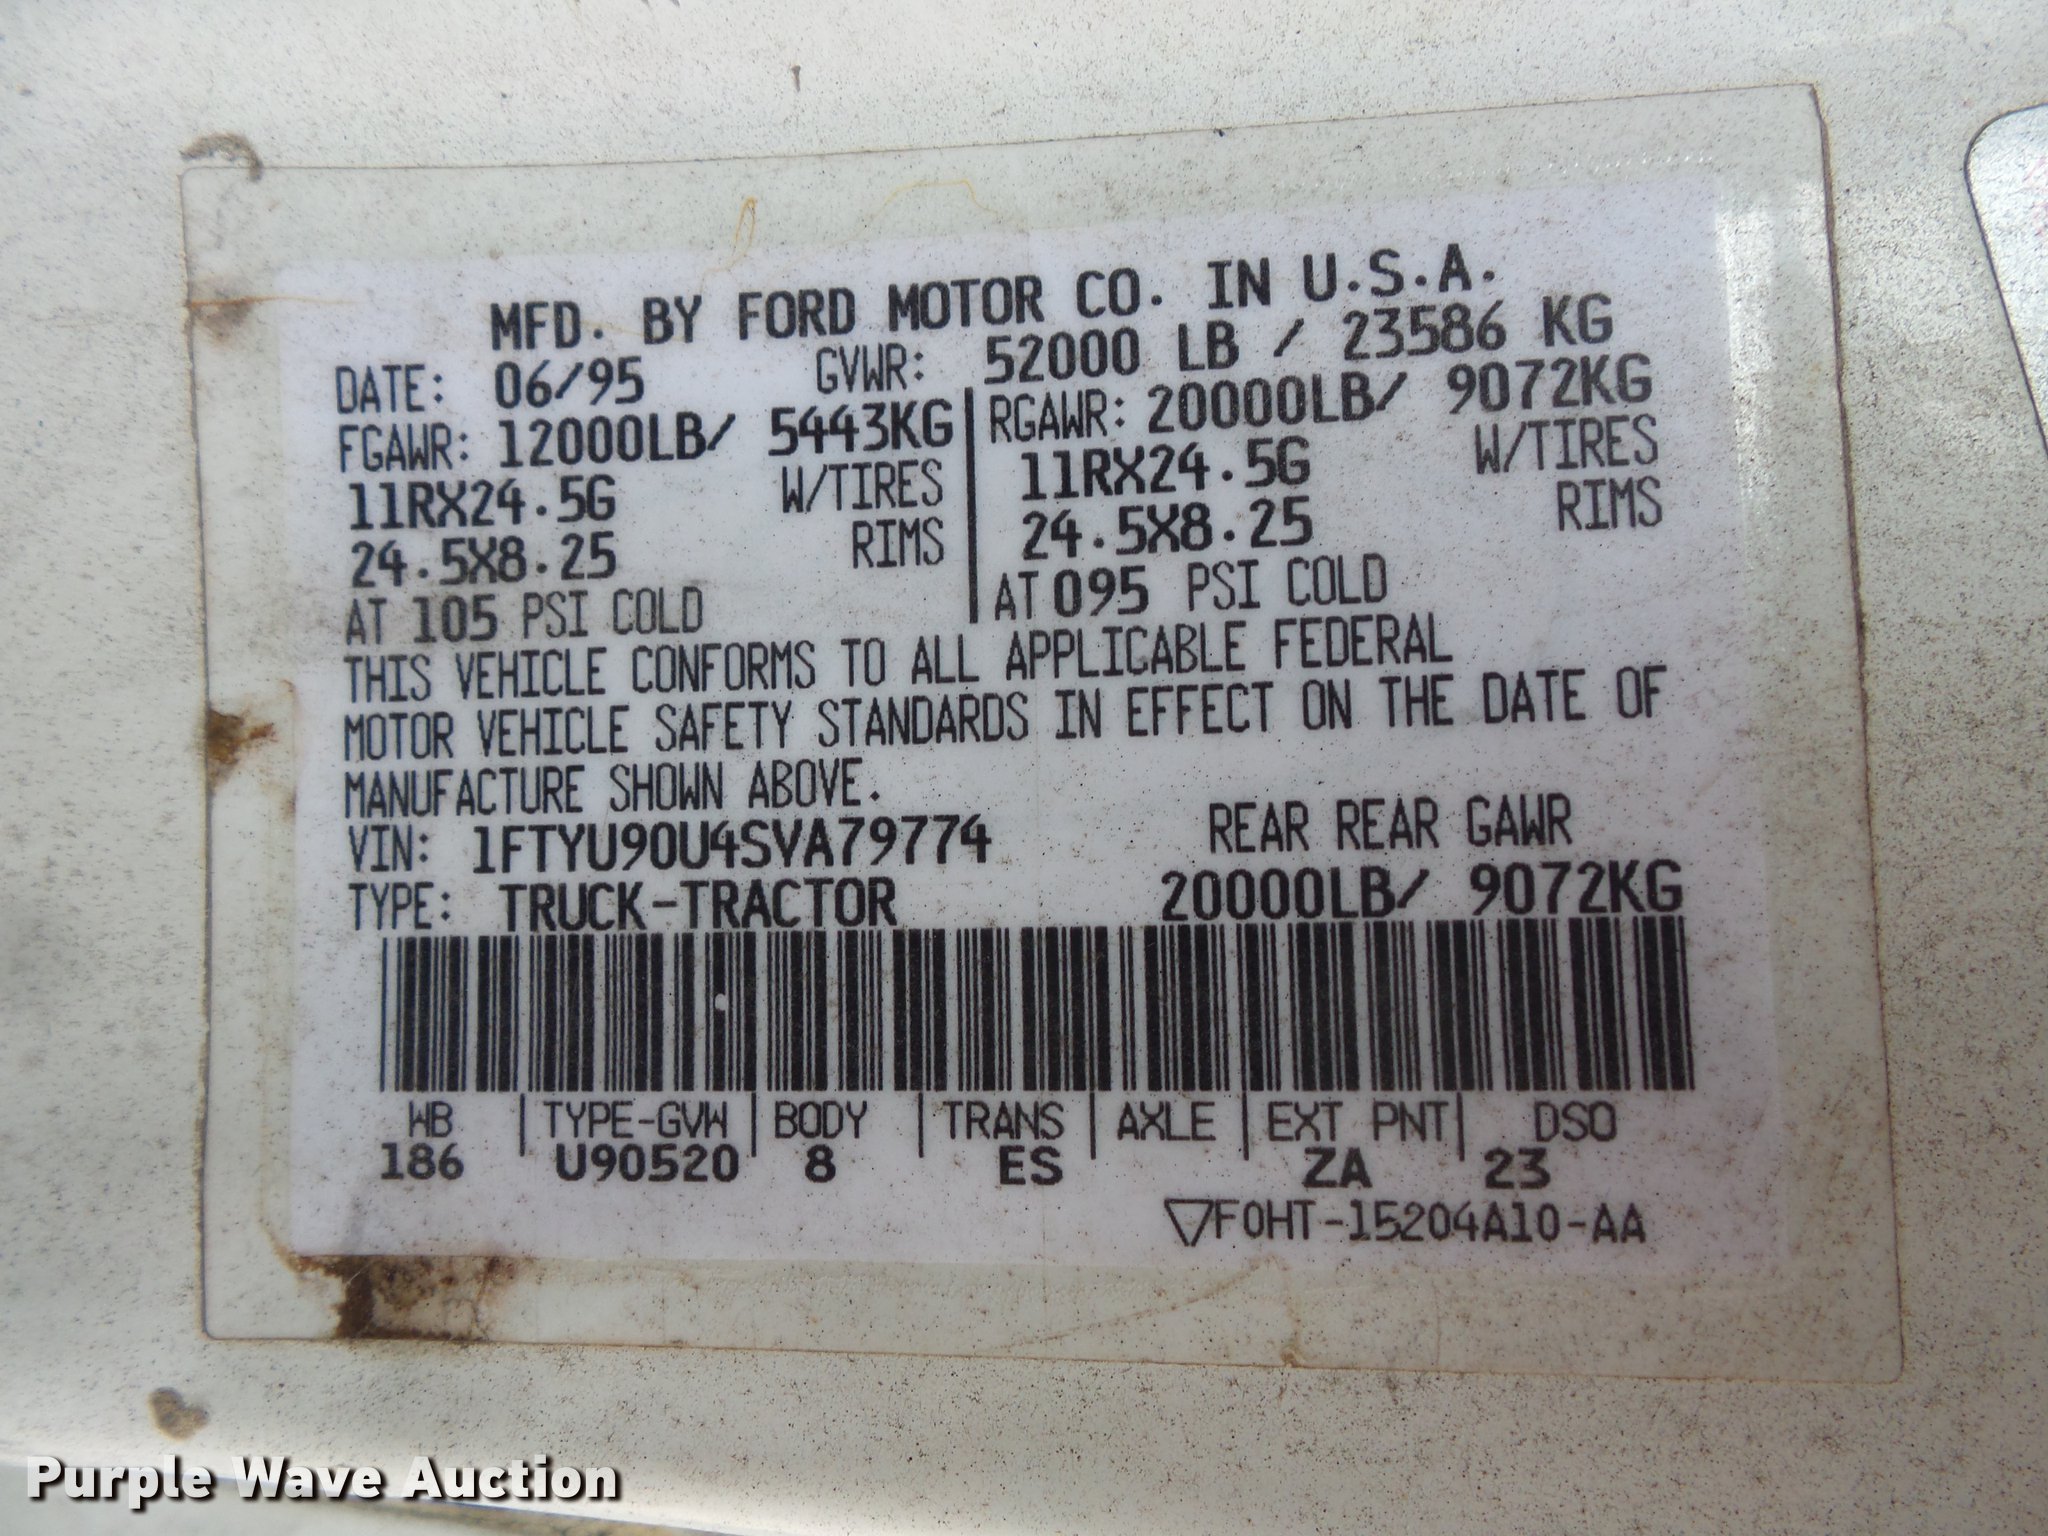 MFD. BY FORD MOTOR CO. IN U.S.A.
DATE: 06/95 GVWR: 52000 LB / 23586 KG
FGAWR: 12000LB/ 5443KG RGAWR: 20000LB/ 9072KG
11RX24.5G W/TIRES 11RX24.5G W/TIRES
24.5X8.25 RIMS 24.5X8.25 RIMS
AT 105 PSI COLD AT 095 PSI COLD
THIS VEHICLE CONFORMS TO ALL APPLICABLE FEDERAL
MOTOR VEHICLE SAFETY STANDARDS IN EFFECT ON THE DATE OF
MANUFACTURE SHOWN ABOVE.
VIN: 1FTYU90U4SVA79774 REAR REAR GAWR
TYPE: TRUCK-TRACTOR 20000LB/ 9072KG
WB | TYPE-GVW | BODY | TRANS | AXLE | EXT PNT | DSO
186 U90520 8 ES ZA 23
▽F0HT-15204A10-AA
Purple Wave Auction